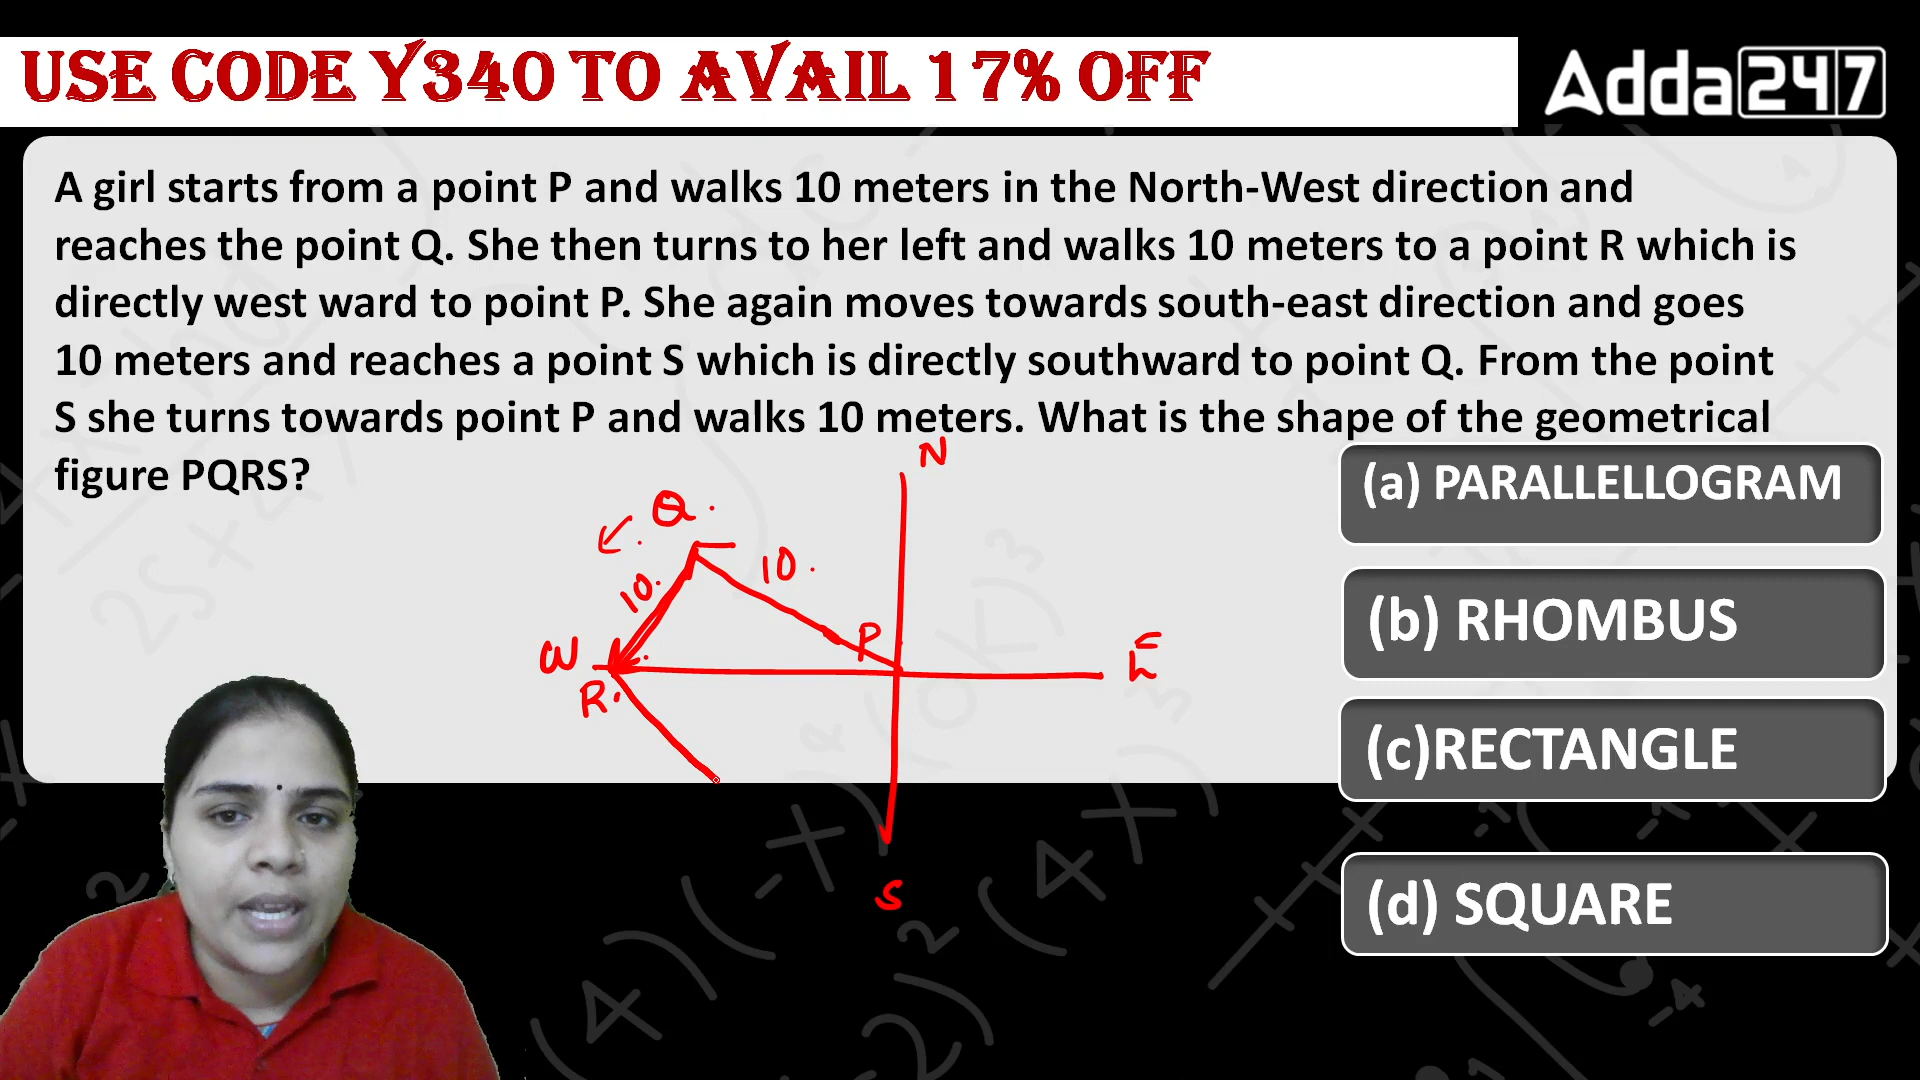 USE CODE Y340 TO AVAIL 17% OFF
Adda247
A girl starts from a point P and walks 10 meters in the North-West direction and
reaches the point Q. She then turns to her left and walks 10 meters to a point R which is
directly west ward to point P. She again moves towards south-east direction and goes
10 meters and reaches a point S which is directly southward to point Q. From the point
S she turns towards point P and walks 10 meters. What is the shape of the geometrical
figure PQRS?
N
Q.
10.
10.
P
W
E
R.
S
(a) PARALLELLOGRAM
(b) RHOMBUS
(c)RECTANGLE
(d) SQUARE